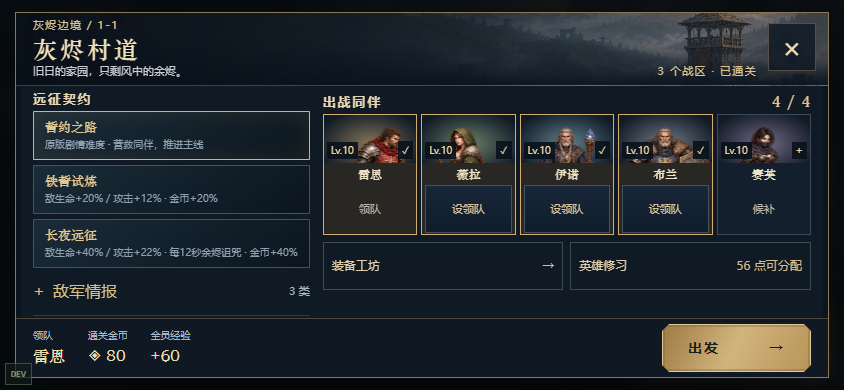 灰烬边境 / 1-1
灰烬村道
旧日的家园，只剩风中的余烬。
3 个战区 · 已通关
×
远征契约
誓约之路
原版剧情难度 · 营救同伴，推进主线
铁誓试炼
敌生命+20% / 攻击+12% · 金币+20%
长夜远征
敌生命+40% / 攻击+22% · 每12秒余烬诅咒 · 金币+40%
+ 敌军情报
3 类
出战同伴
4 / 4
Lv.10 ✓
雷恩
领队
Lv.10 ✓
薇拉
设领队
Lv.10 ✓
伊诺
设领队
Lv.10 ✓
布兰
设领队
Lv.10 +
赛芙
候补
装备工坊 →
英雄修习 56 点可分配
领队
雷恩
通关金币
◈ 80
全员经验
+60
出发 →
DEV